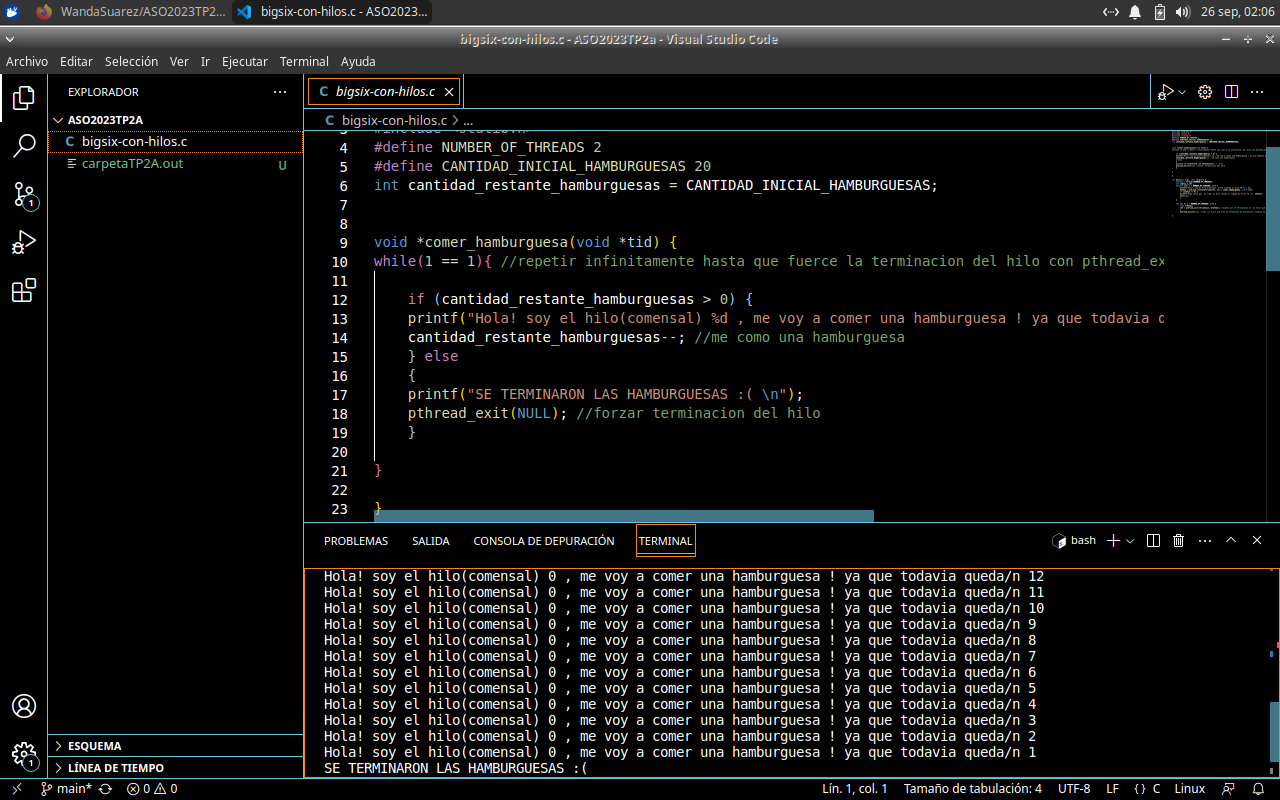 WandaSuarez/ASO2023TP2...
bigsix-con-hilos.c - ASO2023...
26 sep, 02:06
bigsix-con-hilos.c - ASO2023TP2a - Visual Studio Code
Archivo Editar Selección Ver Ir Ejecutar Terminal Ayuda
EXPLORADOR
ASO2023TP2A
C bigsix-con-hilos.c
carpetaTP2A.out U
1
ESQUEMA
LÍNEA DE TIEMPO
1
C bigsix-con-hilos.c
C bigsix-con-hilos.c > ...
3 #include <stdlib.h>
4 #define NUMBER_OF_THREADS 2
5 #define CANTIDAD_INICIAL_HAMBURGUESAS 20
6 int cantidad_restante_hamburguesas = CANTIDAD_INICIAL_HAMBURGUESAS;
7
8
9 void *comer_hamburguesa(void *tid) {
10 while(1 == 1){ //repetir infinitamente hasta que fuerce la terminacion del hilo con pthread_ex
11
12 if (cantidad_restante_hamburguesas > 0) {
13 printf("Hola! soy el hilo(comensal) %d , me voy a comer una hamburguesa ! ya que todavia q
14 cantidad_restante_hamburguesas--; //me como una hamburguesa
15 } else
16 {
17 printf("SE TERMINARON LAS HAMBURGUESAS :( \n");
18 pthread_exit(NULL); //forzar terminacion del hilo
19 }
20
21 }
22
23 }
PROBLEMAS SALIDA CONSOLA DE DEPURACIÓN TERMINAL
bash
Hola! soy el hilo(comensal) 0 , me voy a comer una hamburguesa ! ya que todavia queda/n 12
Hola! soy el hilo(comensal) 0 , me voy a comer una hamburguesa ! ya que todavia queda/n 11
Hola! soy el hilo(comensal) 0 , me voy a comer una hamburguesa ! ya que todavia queda/n 10
Hola! soy el hilo(comensal) 0 , me voy a comer una hamburguesa ! ya que todavia queda/n 9
Hola! soy el hilo(comensal) 0 , me voy a comer una hamburguesa ! ya que todavia queda/n 8
Hola! soy el hilo(comensal) 0 , me voy a comer una hamburguesa ! ya que todavia queda/n 7
Hola! soy el hilo(comensal) 0 , me voy a comer una hamburguesa ! ya que todavia queda/n 6
Hola! soy el hilo(comensal) 0 , me voy a comer una hamburguesa ! ya que todavia queda/n 5
Hola! soy el hilo(comensal) 0 , me voy a comer una hamburguesa ! ya que todavia queda/n 4
Hola! soy el hilo(comensal) 0 , me voy a comer una hamburguesa ! ya que todavia queda/n 3
Hola! soy el hilo(comensal) 0 , me voy a comer una hamburguesa ! ya que todavia queda/n 2
Hola! soy el hilo(comensal) 0 , me voy a comer una hamburguesa ! ya que todavia queda/n 1
SE TERMINARON LAS HAMBURGUESAS :(
main* 0 0 Lín. 1, col. 1 Tamaño de tabulación: 4 UTF-8 LF {} C Linux